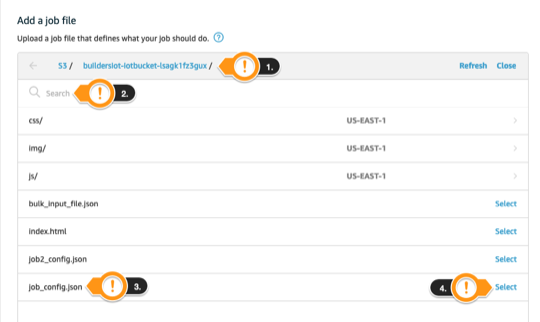 Add a job file
Upload a job file that defines what your job should do. ?
← S3 / buildersiot-iotbucket-lsagk1fz3gux / ! 1. Refresh Close
Search ! 2.
css/ US-EAST-1 >
img/ US-EAST-1 >
js/ US-EAST-1 >
bulk_input_file.json Select
index.html Select
job2_config.json Select
job_config.json ! 3. 4. ! Select